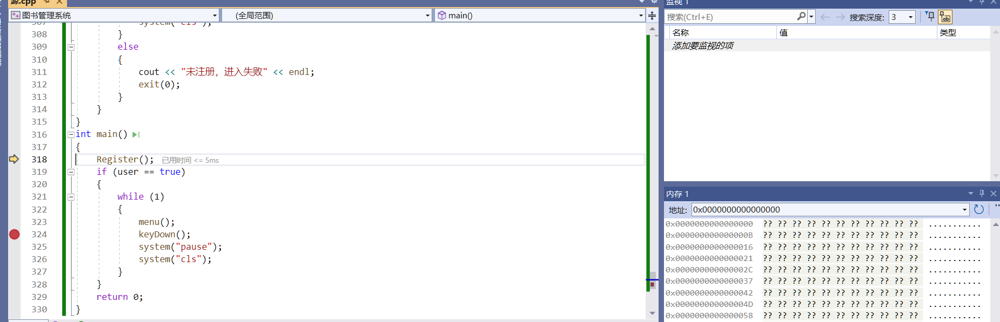 源.cpp
图书管理系统
(全局范围)
main()
307 system("cls");
308 }
309 else
310 {
311 cout << "未注册，进入失败" << endl;
312 exit(0);
313 }
314 }
315 }
316 int main()
317 {
318 Register(); 已用时间 <= 5ms
319 if (user == true)
320 {
321 while (1)
322 {
323 menu();
324 keyDown();
325 system("pause");
326 system("cls");
327 }
328 }
329 return 0;
330 }
监视 1
搜索(Ctrl+E)
搜索深度: 3
名称 值 类型
添加要监视的项
内存 1
地址: 0x0000000000000000
0x0000000000000000 ?? ?? ?? ?? ?? ?? ?? ?? ?? ?? ?? ...........
0x000000000000000B ?? ?? ?? ?? ?? ?? ?? ?? ?? ?? ?? ...........
0x0000000000000016 ?? ?? ?? ?? ?? ?? ?? ?? ?? ?? ?? ...........
0x0000000000000021 ?? ?? ?? ?? ?? ?? ?? ?? ?? ?? ?? ...........
0x000000000000002C ?? ?? ?? ?? ?? ?? ?? ?? ?? ?? ?? ...........
0x0000000000000037 ?? ?? ?? ?? ?? ?? ?? ?? ?? ?? ?? ...........
0x0000000000000042 ?? ?? ?? ?? ?? ?? ?? ?? ?? ?? ?? ...........
0x000000000000004D ?? ?? ?? ?? ?? ?? ?? ?? ?? ?? ?? ...........
0x0000000000000058 ?? ?? ?? ?? ?? ?? ?? ?? ?? ?? ?? ...........